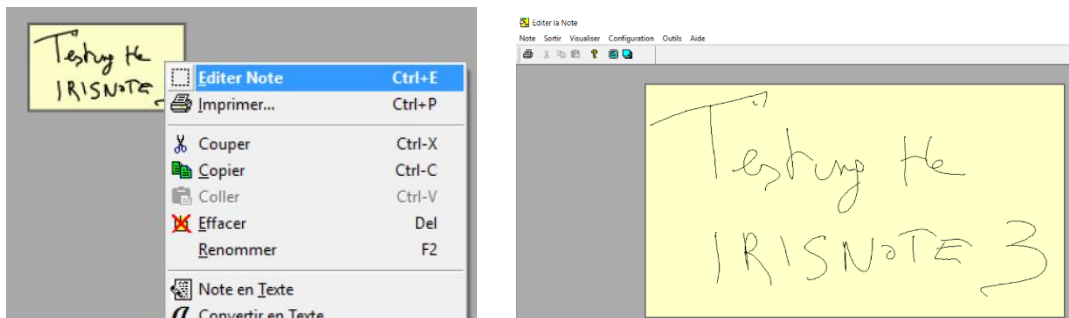 Testing the
IRISNOTE 3
Editer Note Ctrl+E
Imprimer... Ctrl+P
Couper Ctrl-X
Copier Ctrl-C
Coller Ctrl-V
Effacer Del
Renommer F2
Note en Texte
Convertir en Texte
Editer la Note
Note Sortir Visualiser Configuration Outils Aide
Testing the
IRISNOTE 3